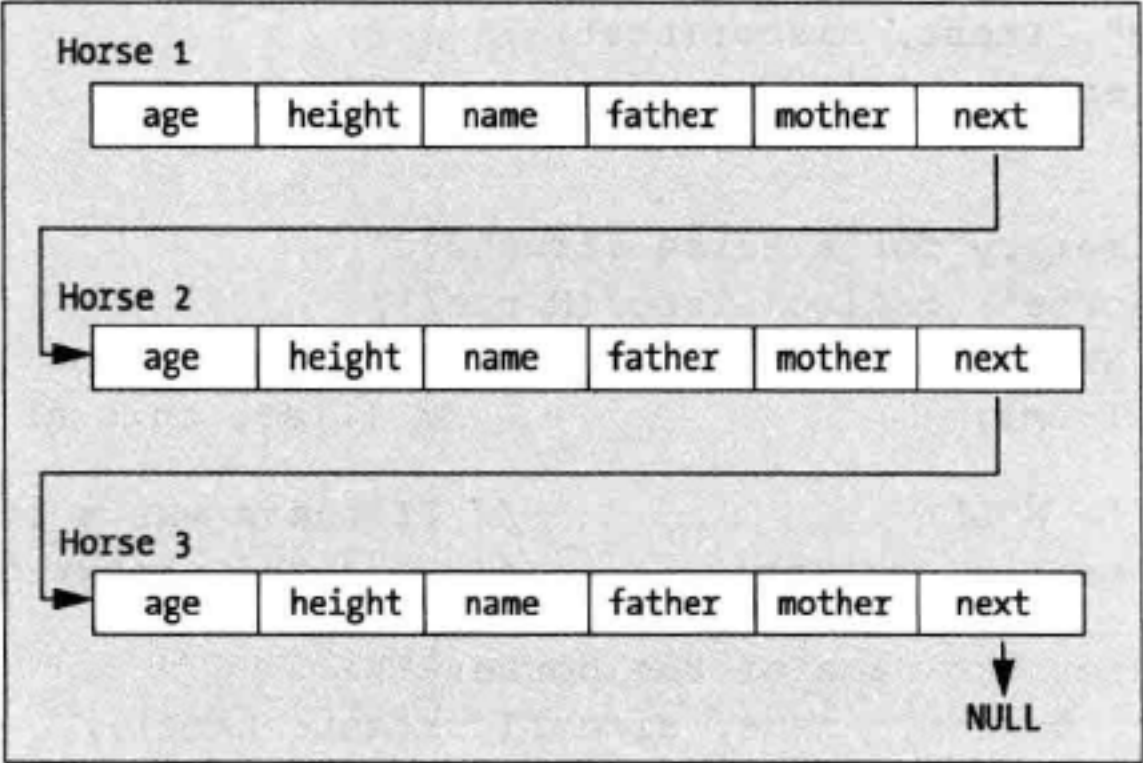 Horse 1
age height name father mother next
Horse 2
age height name father mother next
Horse 3
age height name father mother next
NULL